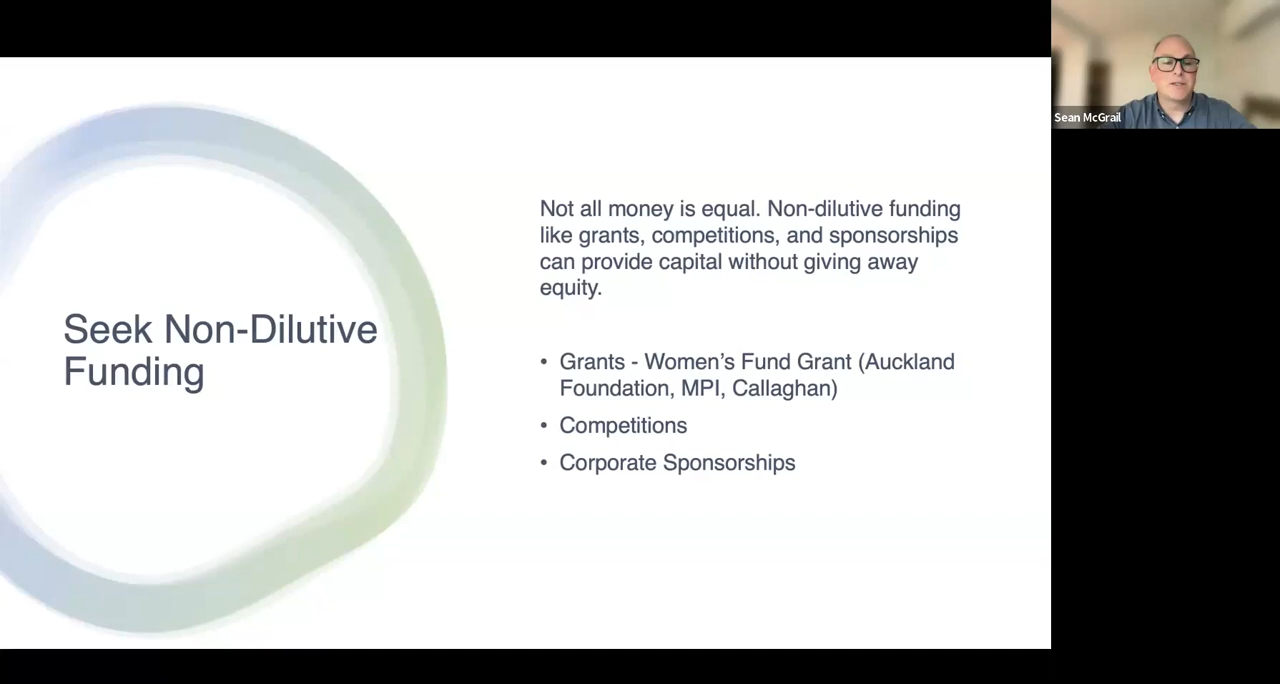 Sean McGrail
Seek Non-Dilutive
Funding
Not all money is equal. Non-dilutive funding
like grants, competitions, and sponsorships
can provide capital without giving away
equity.
• Grants - Women’s Fund Grant (Auckland
Foundation, MPI, Callaghan)
• Competitions
• Corporate Sponsorships